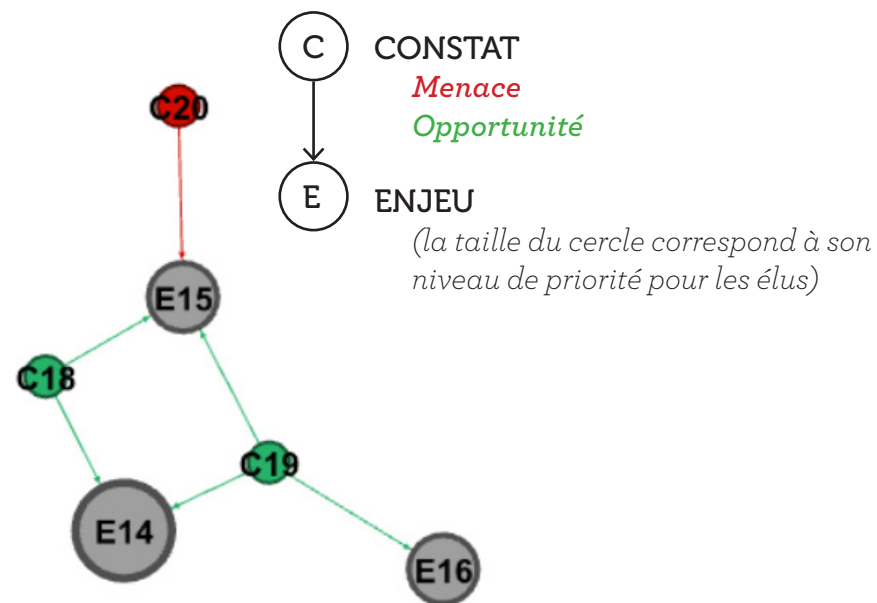 C CONSTAT
Menace
Opportunité
E ENJEU
(la taille du cercle correspond à son
niveau de priorité pour les élus)
C20
E15
C18
C19
E14
E16